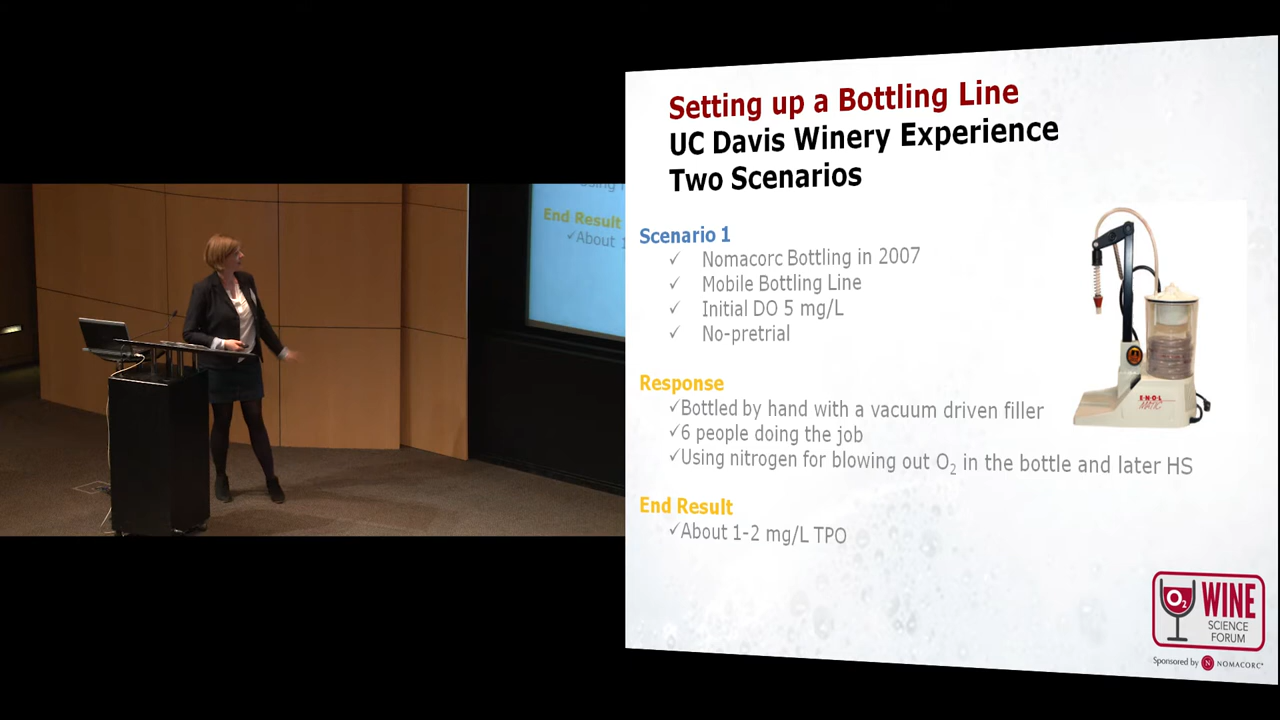 Setting up a Bottling Line
UC Davis Winery Experience
Two Scenarios
Scenario 1
✓ Nomacorc Bottling in 2007
✓ Mobile Bottling Line
✓ Initial DO 5 mg/L
✓ No-pretrial
Response
✓Bottled by hand with a vacuum driven filler
✓6 people doing the job
✓Using nitrogen for blowing out O₂ in the bottle and later HS
End Result
✓About 1-2 mg/L TPO
End Result
✓About 1
E·N·O·L
MATIC
O₂ WINE
SCIENCE
FORUM
Sponsored by N NOMACORC